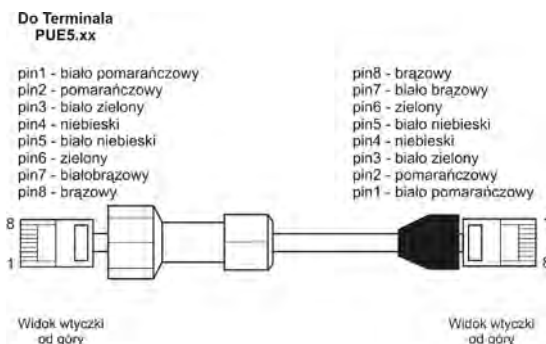 Do Terminala
PUE5.xx
pin1 - biało pomarańczowy
pin2 - pomarańczowy
pin3 - biało zielony
pin4 - niebieski
pin5 - biało niebieski
pin6 - zielony
pin7 - białobrązowy
pin8 - brązowy
pin8 - brązowy
pin7 - biało brązowy
pin6 - zielony
pin5 - biało niebieski
pin4 - niebieski
pin3 - biało zielony
pin2 - pomarańczowy
pin1 - biało pomarańczowy
8
1
1
8
Widok wtyczki
od góry
Widok wtyczki
od góry